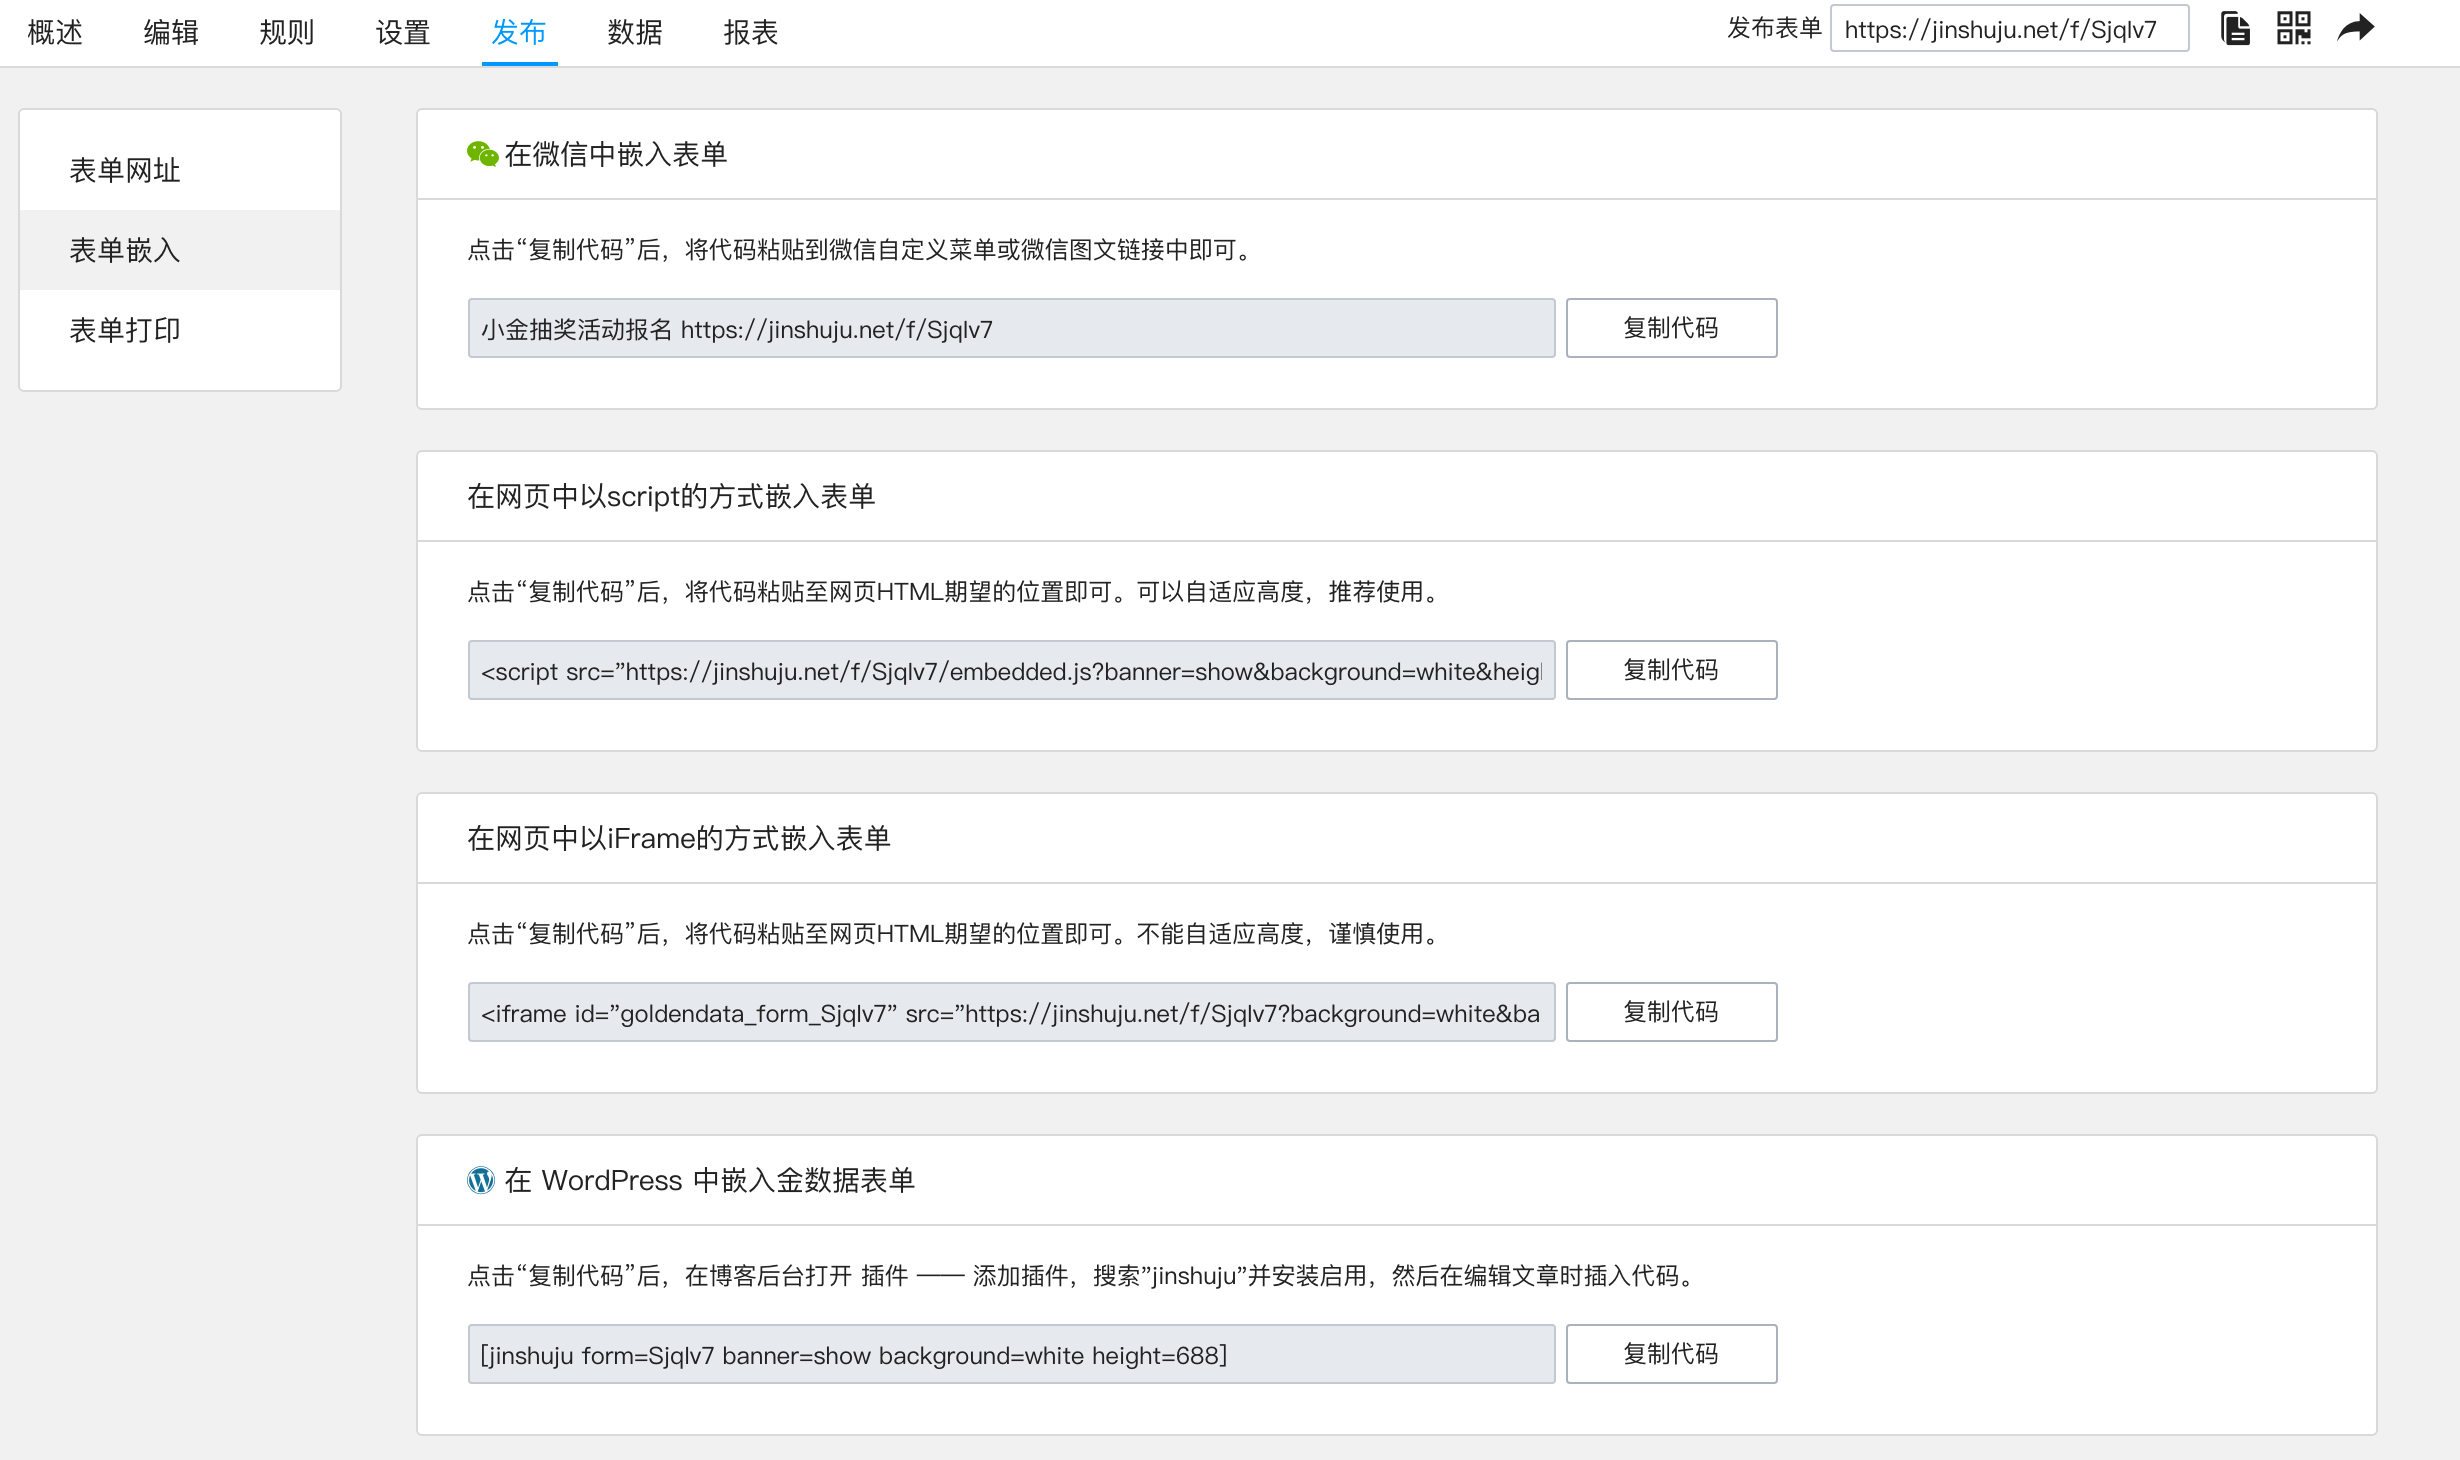 概述 编辑 规则 设置 发布 数据 报表 发布表单 https://jinshuju.net/f/Sjqlv7
表单网址
表单嵌入
表单打印
在微信中嵌入表单
点击“复制代码”后，将代码粘贴到微信自定义菜单或微信图文链接中即可。
小金抽奖活动报名 https://jinshuju.net/f/Sjqlv7 复制代码
在网页中以script的方式嵌入表单
点击“复制代码”后，将代码粘贴至网页HTML期望的位置即可。可以自适应高度，推荐使用。
<script src="https://jinshuju.net/f/Sjqlv7/embedded.js?banner=show&background=white&heigl 复制代码
在网页中以iFrame的方式嵌入表单
点击“复制代码”后，将代码粘贴至网页HTML期望的位置即可。不能自适应高度，谨慎使用。
<iframe id="goldendata_form_Sjqlv7" src="https://jinshuju.net/f/Sjqlv7?background=white&ba 复制代码
在 WordPress 中嵌入金数据表单
点击“复制代码”后，在博客后台打开 插件 —— 添加插件，搜索"jinshuju"并安装启用，然后在编辑文章时插入代码。
[jinshuju form=Sjqlv7 banner=show background=white height=688] 复制代码